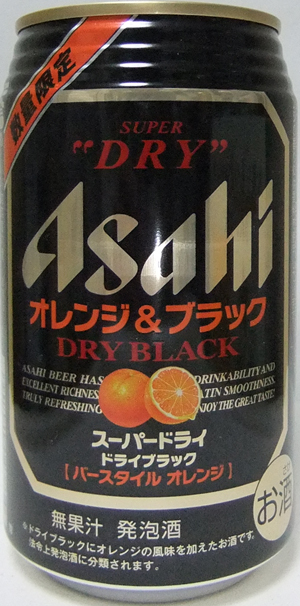 数量限定
SUPER
"DRY"
Asahi
オレンジ&ブラック
DRY BLACK
ASAHI BEER HAS DRINKABILITY AND
EXCELLENT RICHNESS LATIN SMOOTHNESS,
TRULY REFRESHING ENJOY THE GREAT TASTE!
スーパードライ
ドライブラック
【バースタイル オレンジ】
お酒
無果汁 発泡酒
※ドライブラックにオレンジの風味を加えたお酒です。
法令上発泡酒に分類されます。